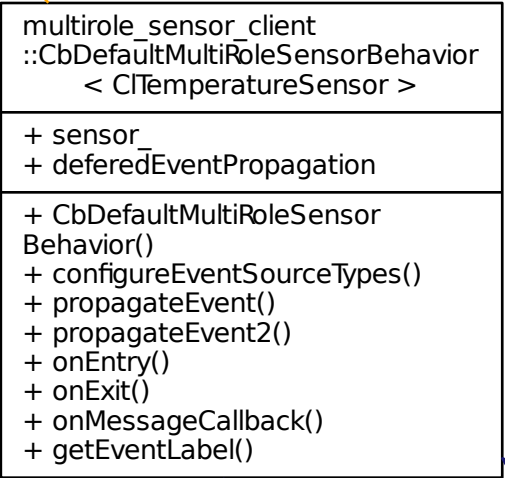 multirole_sensor_client
::CbDefaultMultiRoleSensorBehavior
< ClTemperatureSensor >
+ sensor_
+ deferedEventPropagation
+ CbDefaultMultiRoleSensor
Behavior()
+ configureEventSourceTypes()
+ propagateEvent()
+ propagateEvent2()
+ onEntry()
+ onExit()
+ onMessageCallback()
+ getEventLabel()